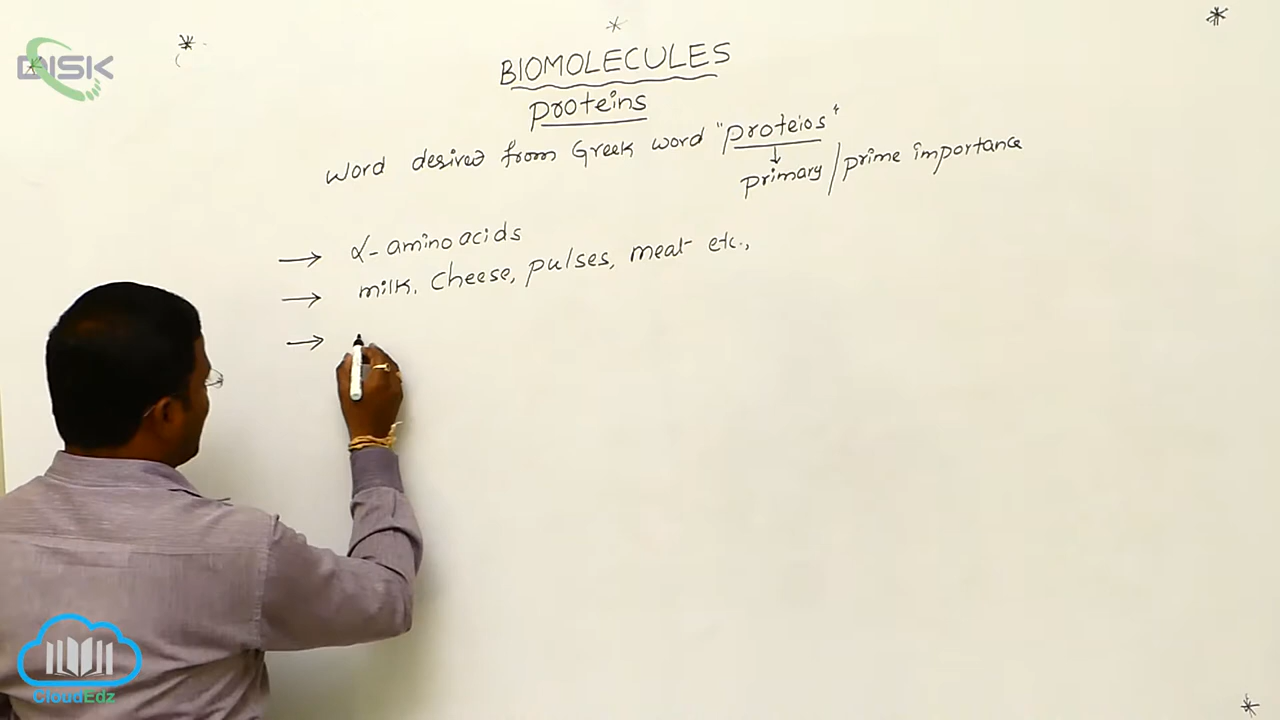 DISK
BIOMOLECULES
Proteins
Word desired from Greek word "proteios"
primary/prime importance
→ α-amino acids
→ milk, cheese, pulses, meat etc.,
→
CloudEdz